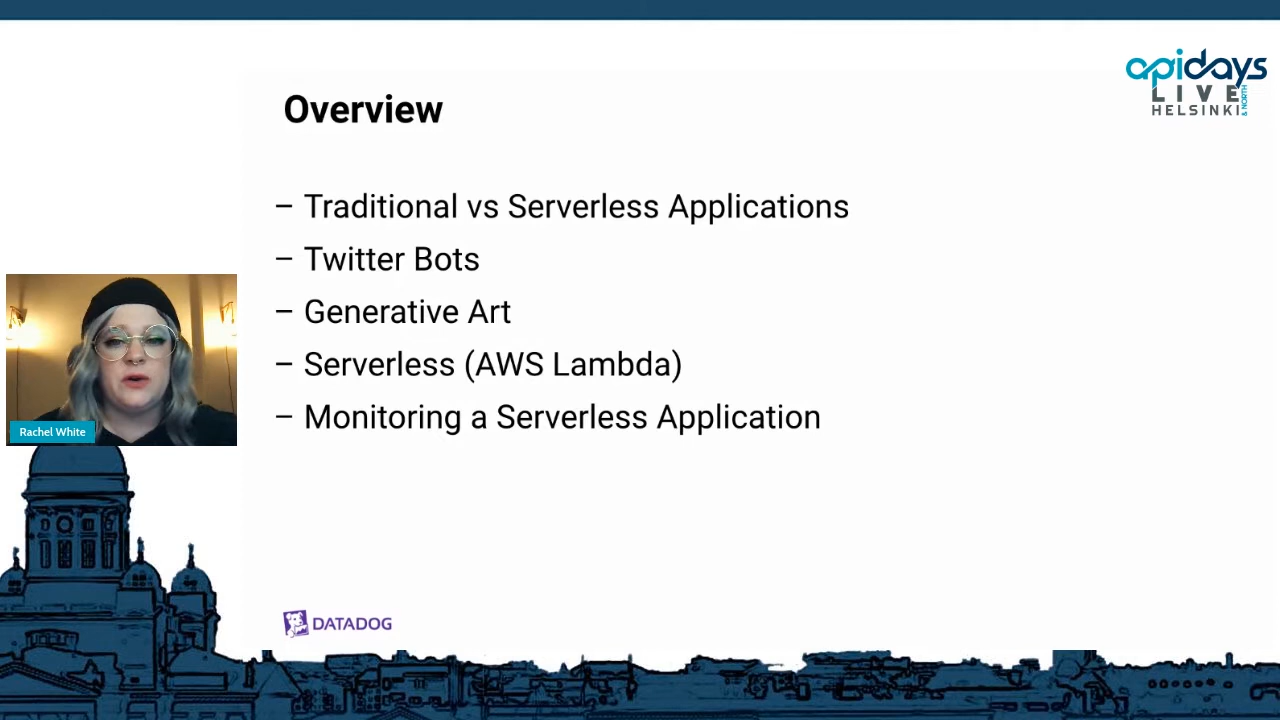 apidays
LIVE
HELSINKI
& NORTH
Overview
– Traditional vs Serverless Applications
– Twitter Bots
– Generative Art
– Serverless (AWS Lambda)
– Monitoring a Serverless Application
Rachel White
DATADOG